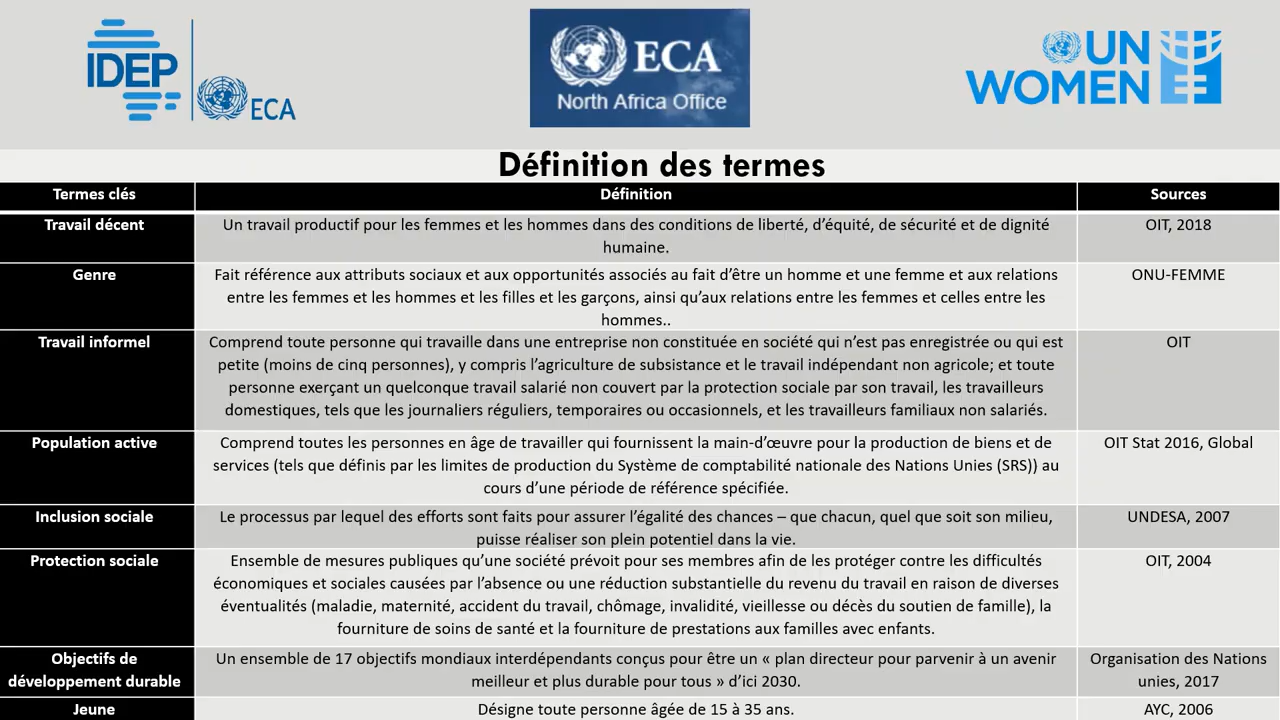 IDEP
ECA
ECA
North Africa Office
UN
WOMEN
Définition des termes
Termes clés
Définition
Sources
Travail décent
Un travail productif pour les femmes et les hommes dans des conditions de liberté, d’équité, de sécurité et de dignité
humaine.
OIT, 2018
Genre
Fait référence aux attributs sociaux et aux opportunités associés au fait d’être un homme et une femme et aux relations
entre les femmes et les hommes et les filles et les garçons, ainsi qu’aux relations entre les femmes et celles entre les
hommes..
ONU-FEMME
Travail informel
Comprend toute personne qui travaille dans une entreprise non constituée en société qui n’est pas enregistrée ou qui est
petite (moins de cinq personnes), y compris l’agriculture de subsistance et le travail indépendant non agricole; et toute
personne exerçant un quelconque travail salarié non couvert par la protection sociale par son travail, les travailleurs
domestiques, tels que les journaliers réguliers, temporaires ou occasionnels, et les travailleurs familiaux non salariés.
OIT
Population active
Comprend toutes les personnes en âge de travailler qui fournissent la main-d’œuvre pour la production de biens et de
services (tels que définis par les limites de production du Système de comptabilité nationale des Nations Unies (SRS)) au
cours d’une période de référence spécifiée.
OIT Stat 2016, Global
Inclusion sociale
Le processus par lequel des efforts sont faits pour assurer l’égalité des chances – que chacun, quel que soit son milieu,
puisse réaliser son plein potentiel dans la vie.
UNDESA, 2007
Protection sociale
Ensemble de mesures publiques qu’une société prévoit pour ses membres afin de les protéger contre les difficultés
économiques et sociales causées par l’absence ou une réduction substantielle du revenu du travail en raison de diverses
éventualités (maladie, maternité, accident du travail, chômage, invalidité, vieillesse ou décès du soutien de famille), la
fourniture de soins de santé et la fourniture de prestations aux familles avec enfants.
OIT, 2004
Objectifs de
développement durable
Un ensemble de 17 objectifs mondiaux interdépendants conçus pour être un « plan directeur pour parvenir à un avenir
meilleur et plus durable pour tous » d’ici 2030.
Organisation des Nations
unies, 2017
Jeune
Désigne toute personne âgée de 15 à 35 ans.
AYC, 2006